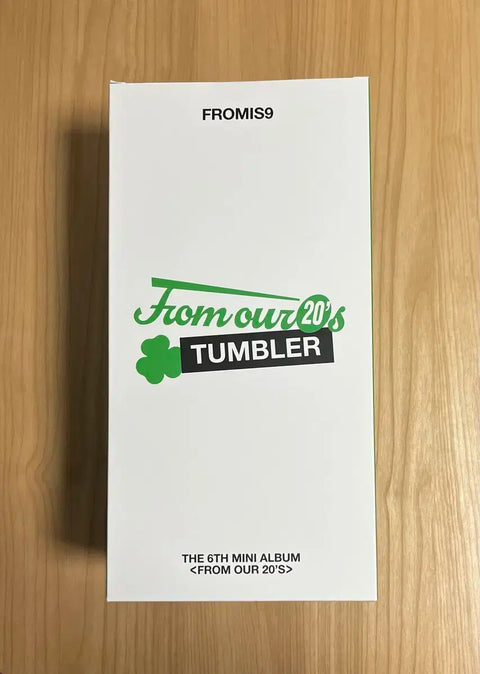 FROMIS9
From our 20's
TUMBLER
THE 6TH MINI ALBUM
<FROM OUR 20'S>